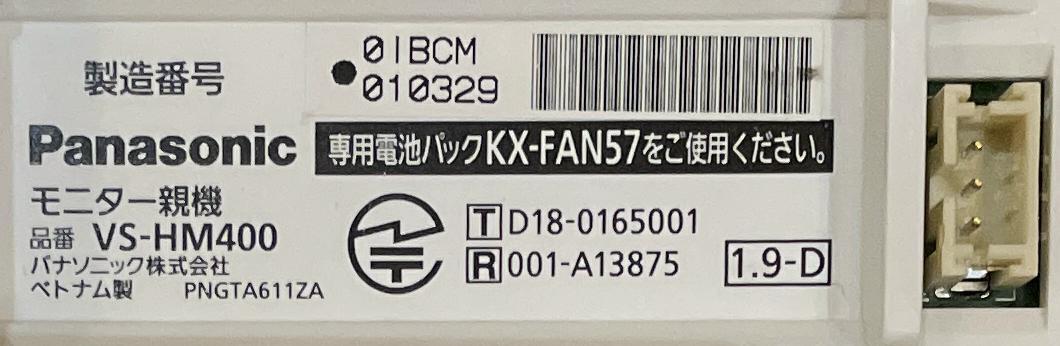 製造番号
●0IBCM
010329
Panasonic
専用電池パックKX-FAN57をご使用ください。
モニター親機
品番 VS-HM400
パナソニック株式会社
ベトナム製 PNGTA611ZA
T D18-0165001
R 001-A13875
1.9-D